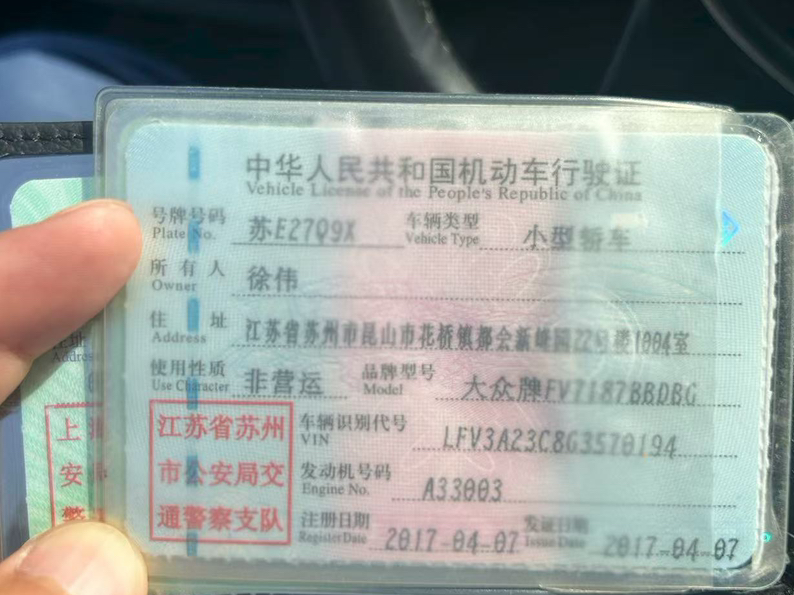 中华人民共和国机动车行驶证
Vehicle License of the People's Republic of China
号牌号码 苏E27Q9X 车辆类型 小型轿车
Plate No. Vehicle Type
所有人 徐伟
Owner
住址 江苏省苏州市昆山市花桥镇都会新峰园22号楼1004室
Address
使用性质 非营运 品牌型号 大众牌FV7187BBDBG
Use Character Model
江苏省苏州
市公安局交
通警察支队
车辆识别代号 LFV3A23C8G3570194
VIN
发动机号码 A33003
Engine No.
注册日期 2017-04-07 发证日期 2017-04-07
Register Date Issue Date
住址
Address
上
安
警